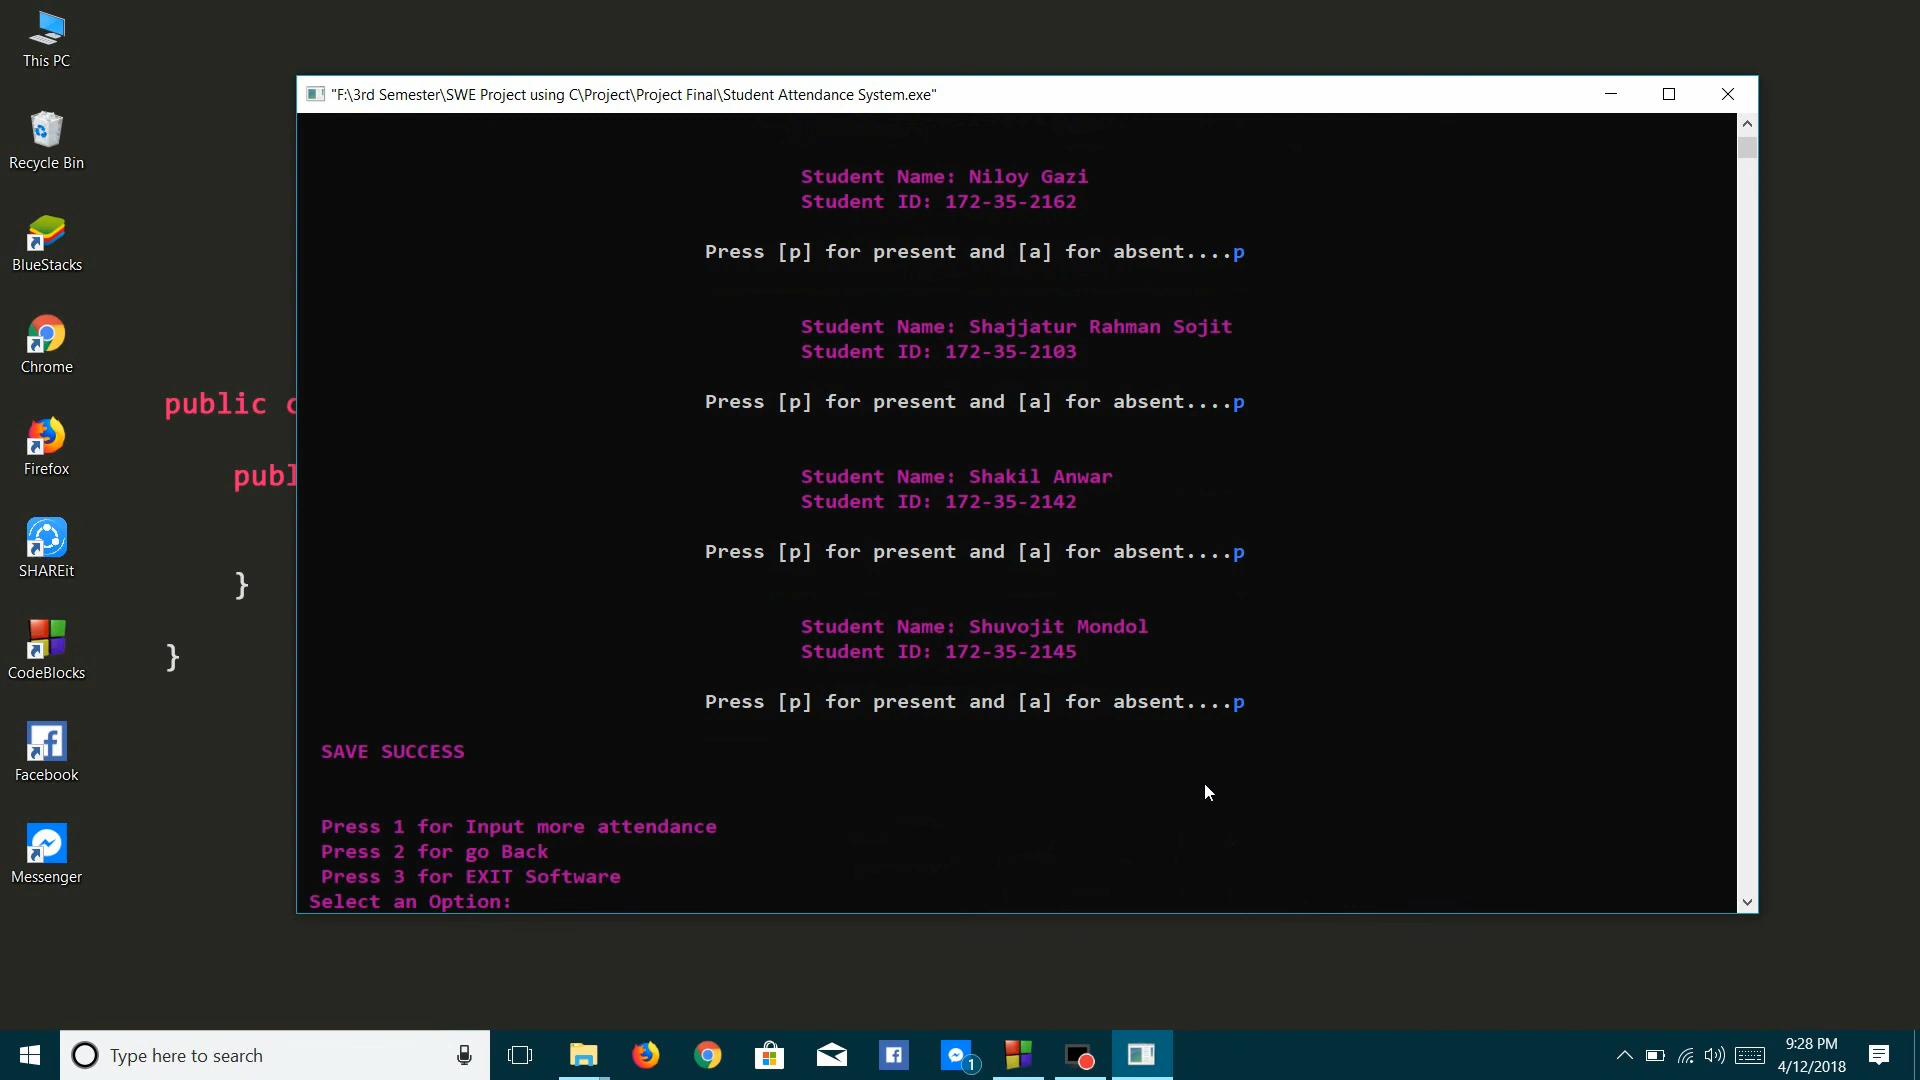 This PC
Recycle Bin
BlueStacks
Chrome
Firefox
SHAREit
CodeBlocks
Facebook
Messenger
public c
publ
}
}
"F:\3rd Semester\SWE Project using C\Project\Project Final\Student Attendance System.exe"
Student Name: Niloy Gazi
Student ID: 172-35-2162
Press [p] for present and [a] for absent....p
Student Name: Shajjatur Rahman Sojit
Student ID: 172-35-2103
Press [p] for present and [a] for absent....p
Student Name: Shakil Anwar
Student ID: 172-35-2142
Press [p] for present and [a] for absent....p
Student Name: Shuvojit Mondol
Student ID: 172-35-2145
Press [p] for present and [a] for absent....p
SAVE SUCCESS
Press 1 for Input more attendance
Press 2 for go Back
Press 3 for EXIT Software
Select an Option:
Type here to search
1
9:28 PM
4/12/2018